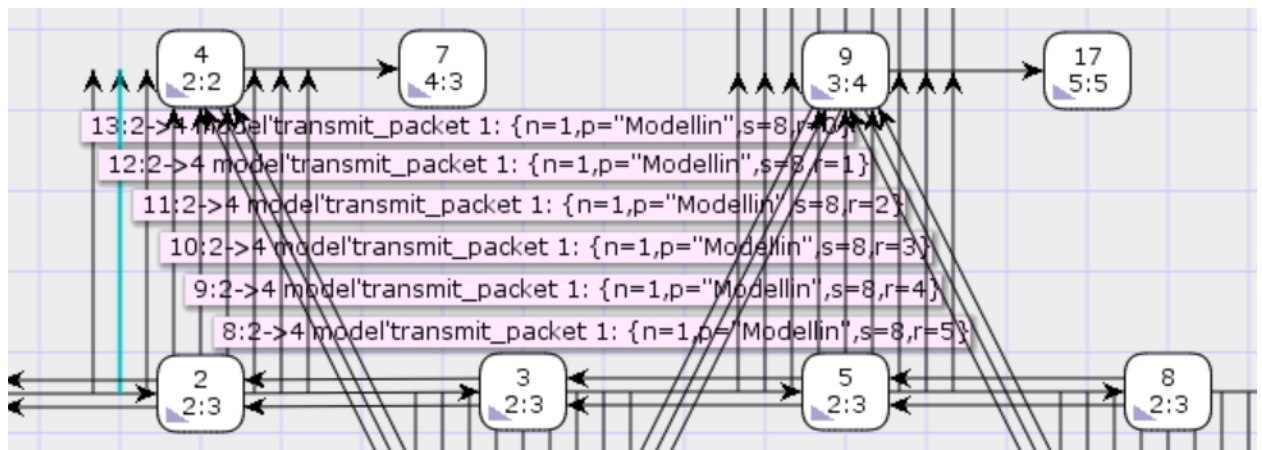 4
2:2
7
4:3
9
3:4
17
5:5
13:2->4 model'transmit_packet 1: {n=1,p="Modellin",s=8,r=0}
12:2->4 model'transmit_packet 1: {n=1,p="Modellin",s=8,r=1}
11:2->4 model'transmit_packet 1: {n=1,p="Modellin",s=8,r=2}
10:2->4 model'transmit_packet 1: {n=1,p="Modellin",s=8,r=3}
9:2->4 model'transmit_packet 1: {n=1,p="Modellin",s=8,r=4}
8:2->4 model'transmit_packet 1: {n=1,p="Modellin",s=8,r=5}
2
2:3
3
2:3
5
2:3
8
2:3